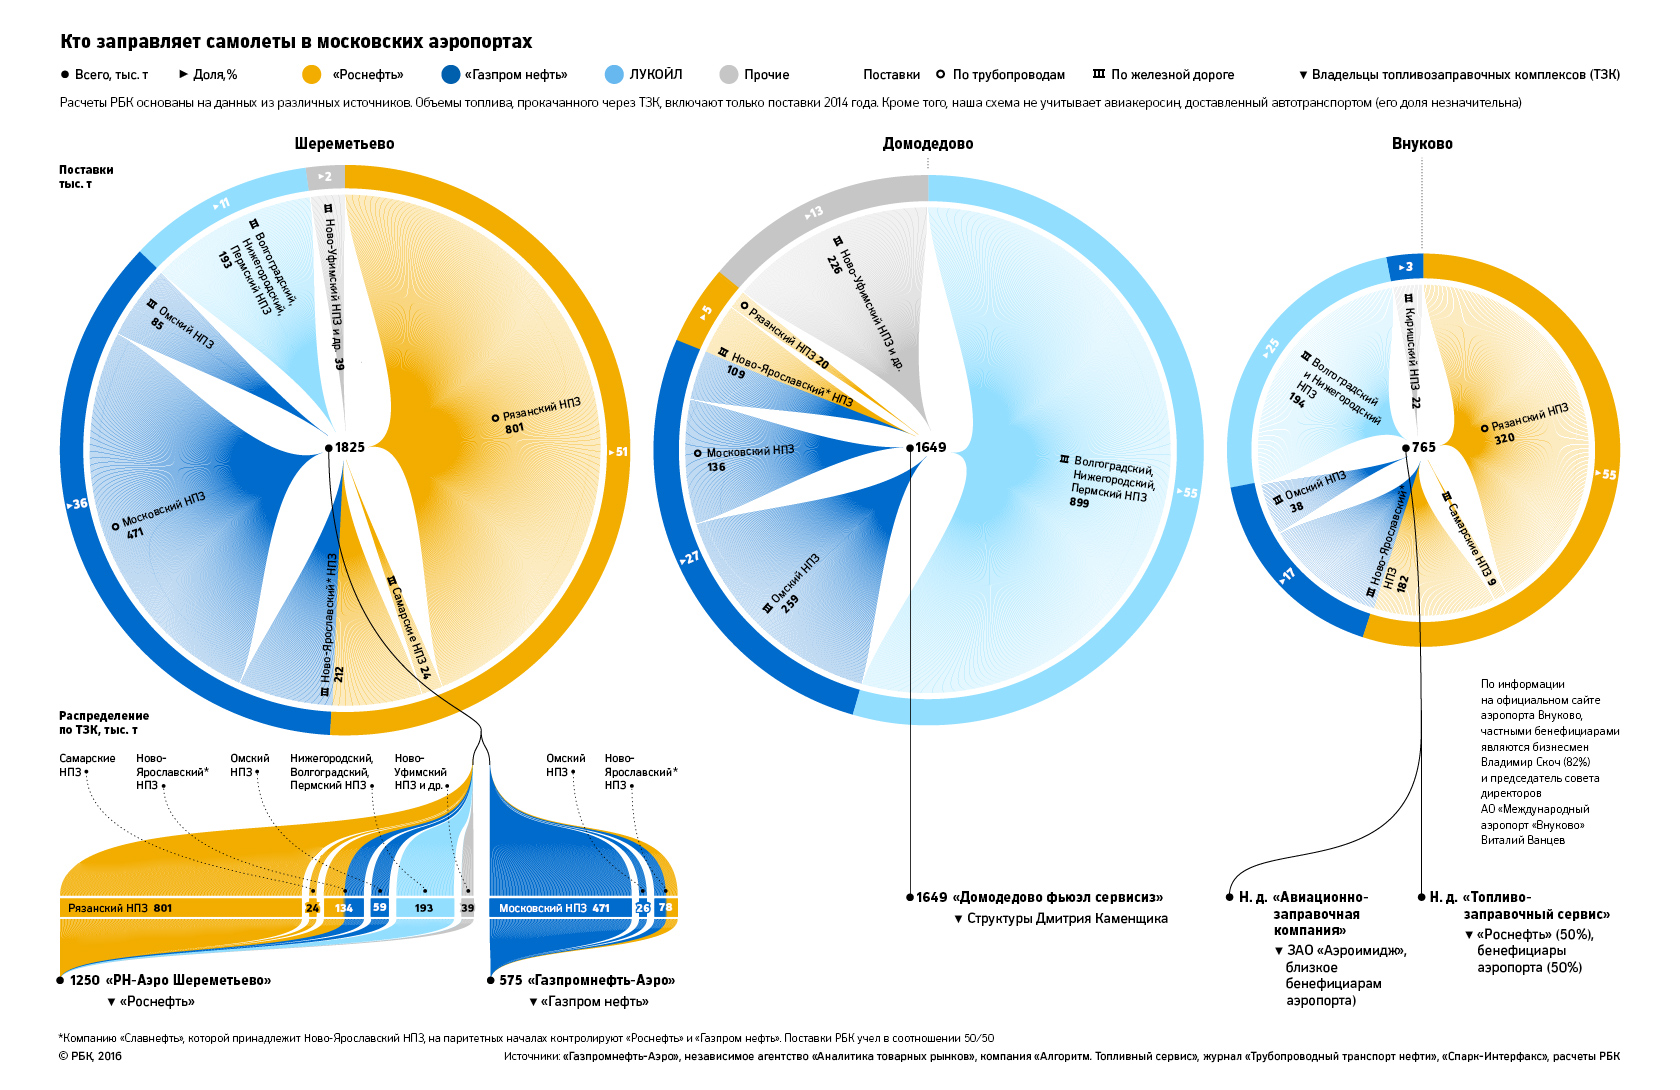 Кто заправляет самолеты в московских аэропортах
● Всего, тыс. т ► Доля,% «Роснефть» «Газпром нефть» ЛУКОЙЛ Прочие Поставки По трубопроводам По железной дороге ▼ Владельцы топливозаправочных комплексов (ТЗК)
Расчеты РБК основаны на данных из различных источников. Объемы топлива, прокачанного через ТЗК, включают только поставки 2014 года. Кроме того, наша схема не учитывает авиакеросин, доставленный автотранспортом (его доля незначительна)
Шереметьево
Поставки
тыс. т
►2
►11
►36
►51
Ново-Уфимский НПЗ и др. 39
Волгоградский,
Нижегородский,
Пермский НПЗ
193
Омский НПЗ
85
Московский НПЗ
471
Ново-Ярославский* НПЗ
212
Самарские НПЗ 24
Рязанский НПЗ
801
1825
Домодедово
►13
►5
►27
►55
Ново-Уфимский НПЗ и др.
226
Рязанский НПЗ 20
Ново-Ярославский* НПЗ
109
Московский НПЗ
136
Омский НПЗ
259
Волгоградский,
Нижегородский,
Пермский НПЗ
899
1649
Внуково
►3
►25
►17
►55
Киришский НПЗ 22
Волгоградский
и Нижегородский
НПЗ
194
Омский НПЗ
38
Ново-Ярославский*
НПЗ
182
Самарские НПЗ 9
Рязанский НПЗ
320
765
Распределение
по ТЗК, тыс. т
Самарские
НПЗ
Ново-
Ярославский*
НПЗ
Омский
НПЗ
Нижегородский,
Волгоградский,
Пермский НПЗ
Ново-
Уфимский
НПЗ и др.
Омский
НПЗ
Ново-
Ярославский*
НПЗ
Рязанский НПЗ 801 24 134 59 193 39
Московский НПЗ 471 26 78
1250 «РН-Аэро Шереметьево»
▼ «Роснефть»
575 «Газпромнефть-Аэро»
▼ «Газпром нефть»
1649 «Домодедово фьюэл сервисиз»
▼ Структуры Дмитрия Каменщика
Н. д. «Авиационно-
заправочная
компания»
▼ ЗАО «Аэроимидж»,
близкое
бенефициарам
аэропорта)
Н. д. «Топливо-
заправочный сервис»
▼ «Роснефть» (50%),
бенефициары
аэропорта (50%)
По информации
на официальном сайте
аэропорта Внуково,
частными бенефициарами
являются бизнесмен
Владимир Скоч (82%)
и председатель совета
директоров
АО «Международный
аэропорт «Внуково»
Виталий Ванцев
*Компанию «Славнефть», которой принадлежит Ново-Ярославский НПЗ, на паритетных началах контролируют «Роснефть» и «Газпром нефть». Поставки РБК учел в соотношении 50/50
© РБК, 2016
Источники: «Газпромнефть-Аэро», независимое агентство «Аналитика товарных рынков», компания «Алгоритм. Топливный сервис», журнал «Трубопроводный транспорт нефти», «Спарк-Интерфакс», расчеты РБК